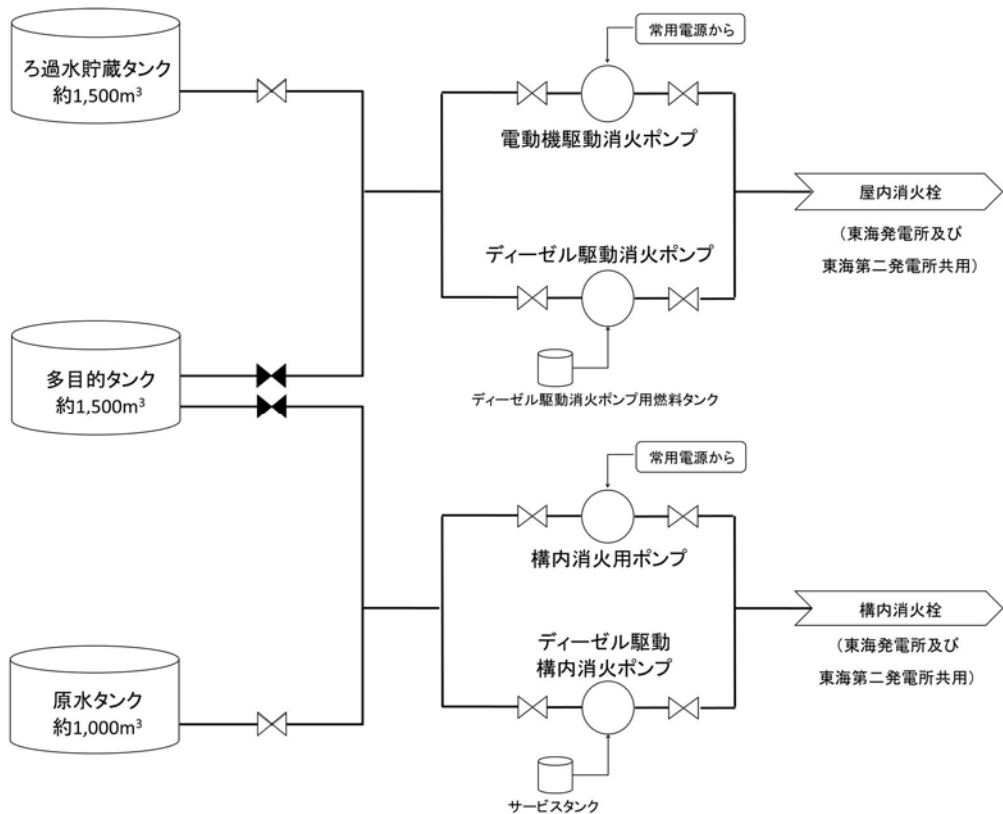 常用電源から
ろ過水貯蔵タンク
約1,500m³
電動機駆動消火ポンプ
屋内消火栓
（東海発電所及び
東海第二発電所共用）
ディーゼル駆動消火ポンプ
多目的タンク
約1,500m³
ディーゼル駆動消火ポンプ用燃料タンク
常用電源から
構内消火用ポンプ
構内消火栓
（東海発電所及び
東海第二発電所共用）
ディーゼル駆動
構内消火ポンプ
原水タンク
約1,000m³
サービスタンク